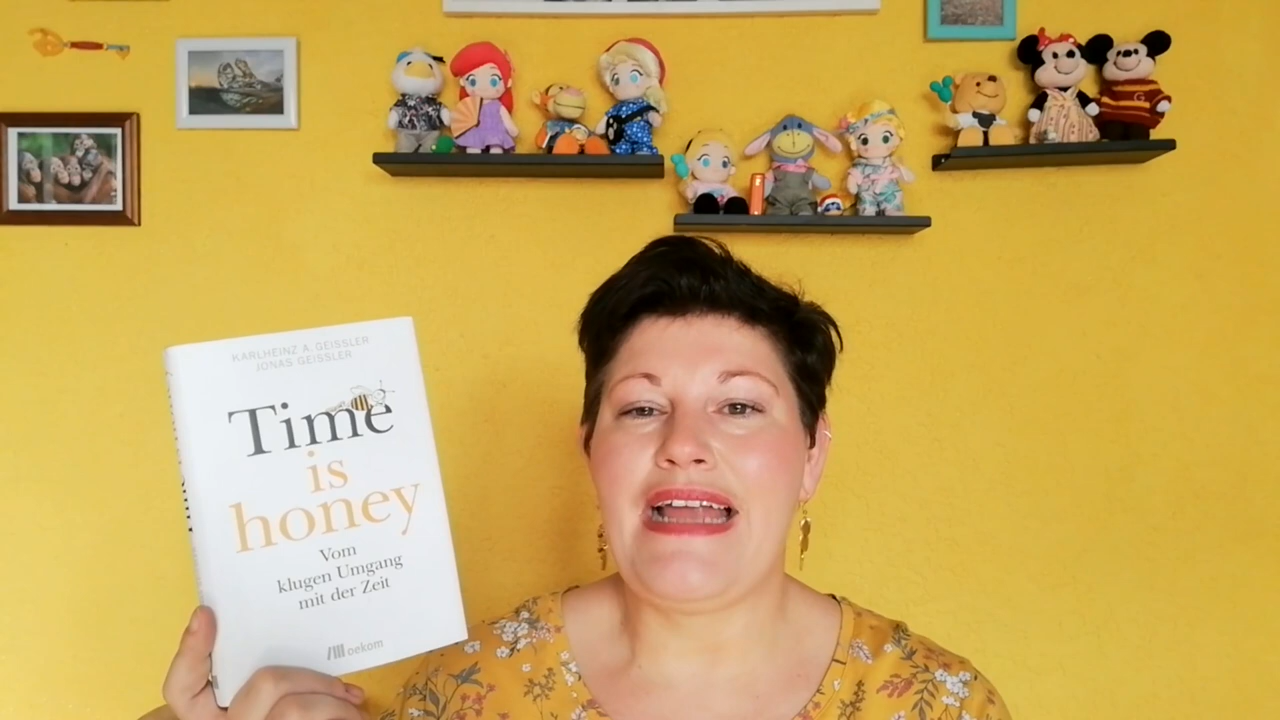 KARLHEINZ A. GEISSLER
JONAS GEISSLER
Time
is
honey
Vom
klugen Umgang
mit der Zeit
oekom